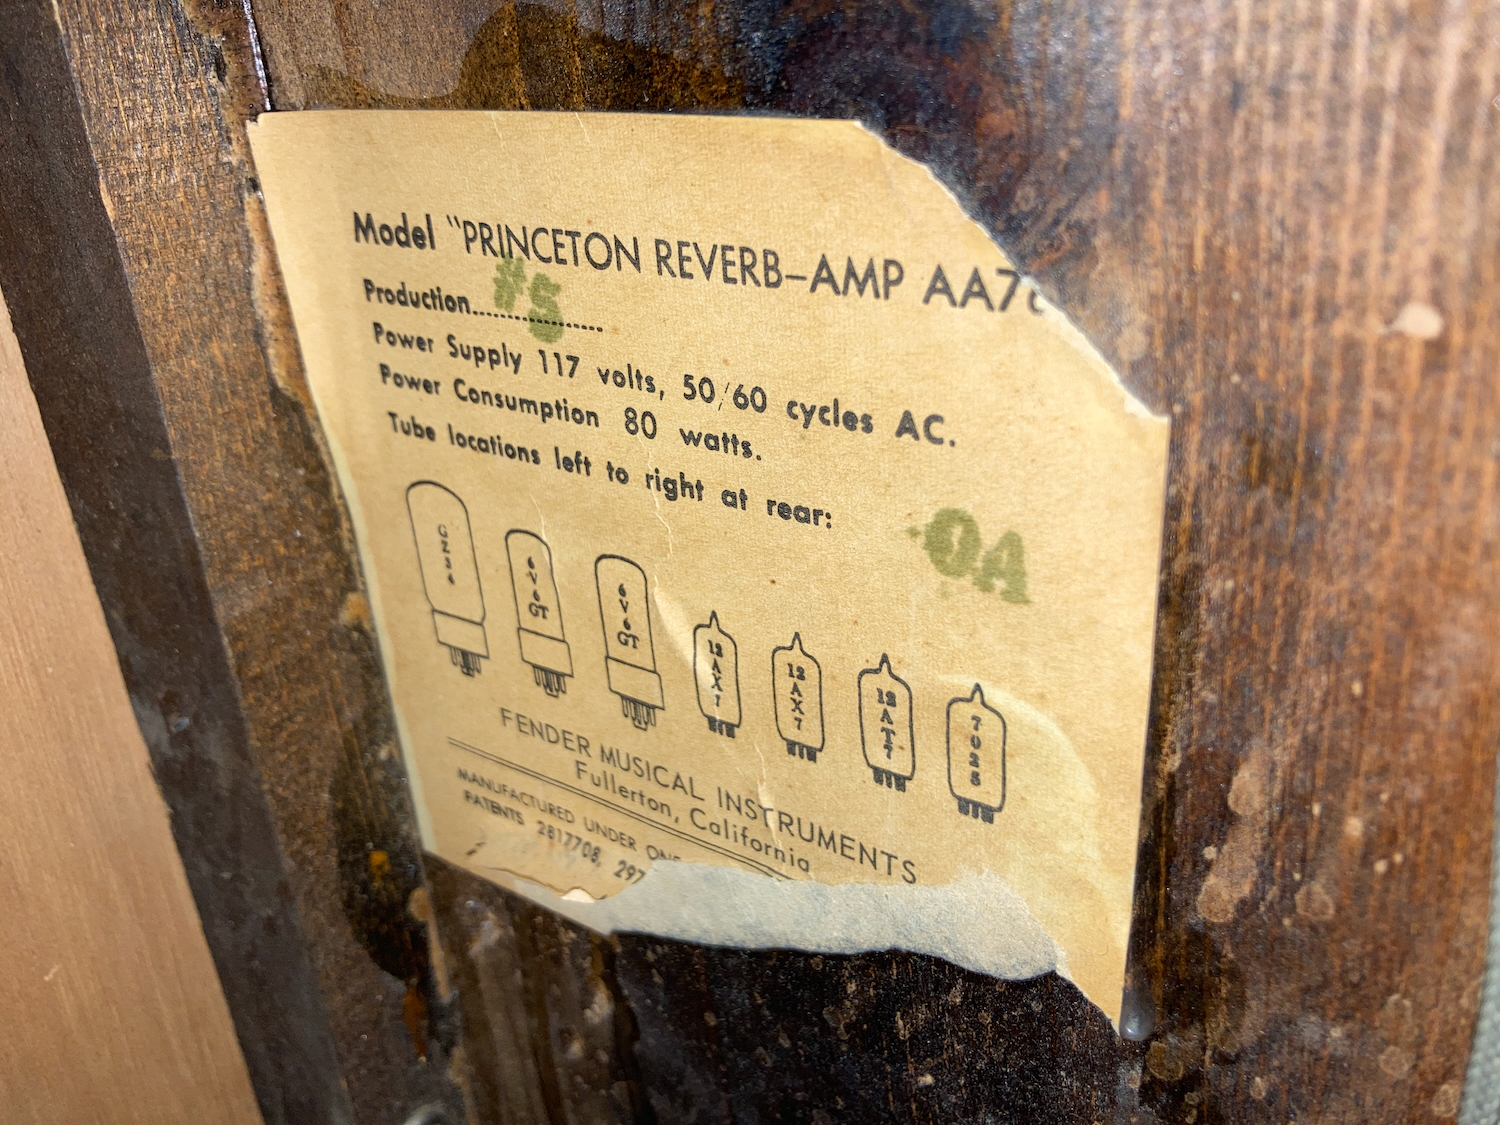 Model "PRINCETON REVERB–AMP AA7
Production.................. #5
Power Supply 117 volts, 50/60 cycles AC.
Power Consumption 80 watts.
Tube locations left to right at rear:
OA
GZ34
6V6GT
6V6GT
12AX7
12AX7
12AT7
7025
FENDER MUSICAL INSTRUMENTS
Fullerton, California
MANUFACTURED UNDER ONE
PATENTS 2817708, 297